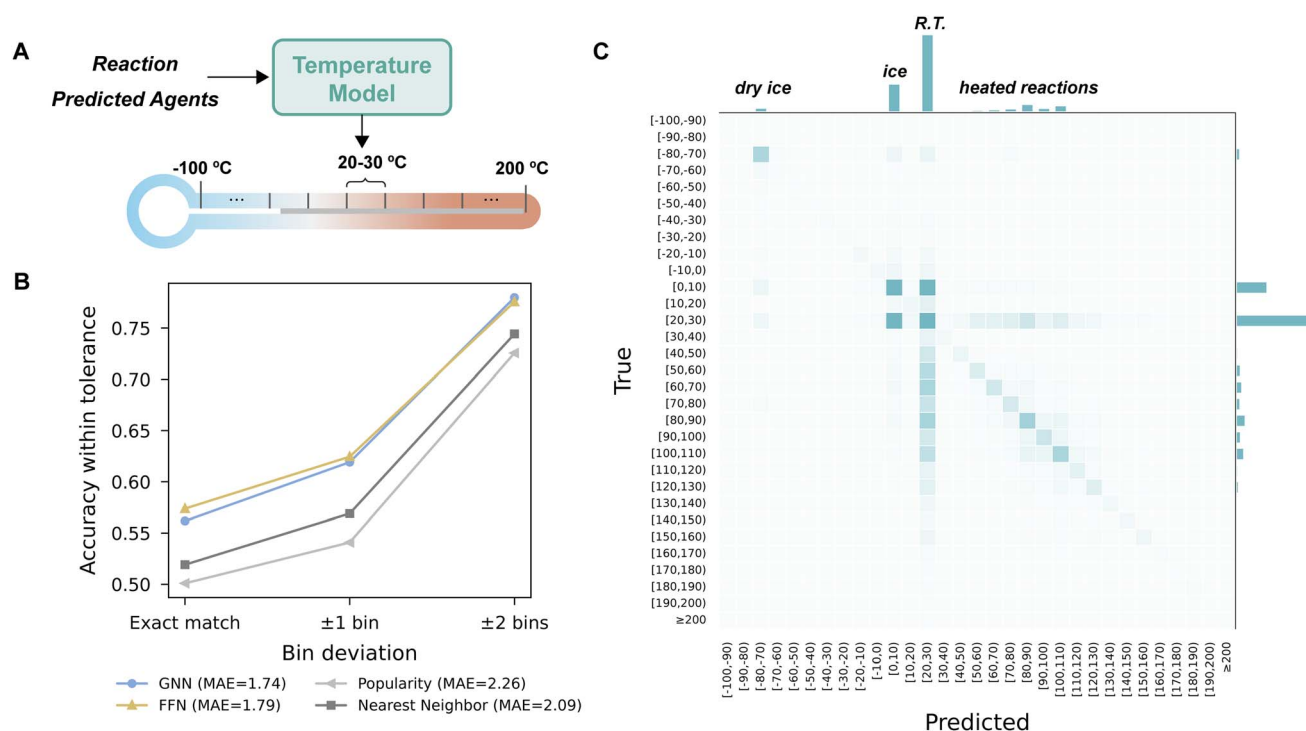 A
Reaction
Predicted Agents
Temperature
Model
-100 ºC
20-30 ºC
200 ºC
...
...
B
Accuracy within tolerance
0.75
0.70
0.65
0.60
0.55
0.50
Exact match
±1 bin
±2 bins
Bin deviation
GNN (MAE=1.74)
Popularity (MAE=2.26)
FFN (MAE=1.79)
Nearest Neighbor (MAE=2.09)
C
R.T.
dry ice
ice
heated reactions
True
[-100,-90)
[-90,-80)
[-80,-70)
[-70,-60)
[-60,-50)
[-50,-40)
[-40,-30)
[-30,-20)
[-20,-10)
[-10,0)
[0,10)
[10,20)
[20,30)
[30,40)
[40,50)
[50,60)
[60,70)
[70,80)
[80,90)
[90,100)
[100,110)
[110,120)
[120,130)
[130,140)
[140,150)
[150,160)
[160,170)
[170,180)
[180,190)
[190,200)
≥200
[-100,-90)
[-90,-80)
[-80,-70)
[-70,-60)
[-60,-50)
[-50,-40)
[-40,-30)
[-30,-20)
[-20,-10)
[-10,0)
[0,10)
[10,20)
[20,30)
[30,40)
[40,50)
[50,60)
[60,70)
[70,80)
[80,90)
[90,100)
[100,110)
[110,120)
[120,130)
[130,140)
[140,150)
[150,160)
[160,170)
[170,180)
[180,190)
[190,200)
≥200
Predicted